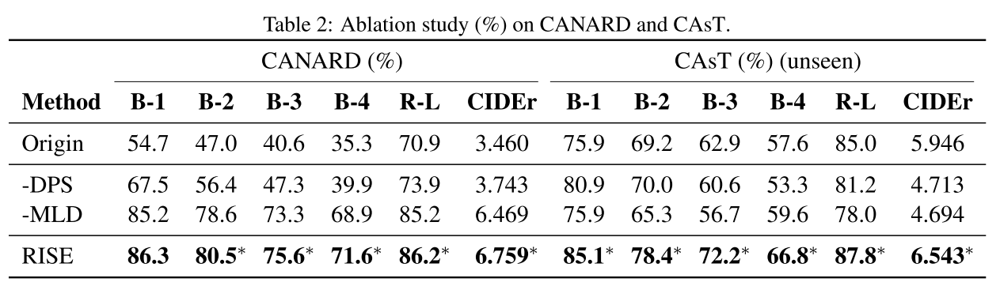 Table 2: Ablation study (%) on CANARD and CAsT.
CANARD (%) CAsT (%) (unseen)
Method B-1 B-2 B-3 B-4 R-L CIDEr B-1 B-2 B-3 B-4 R-L CIDEr
Origin 54.7 47.0 40.6 35.3 70.9 3.460 75.9 69.2 62.9 57.6 85.0 5.946
-DPS 67.5 56.4 47.3 39.9 73.9 3.743 80.9 70.0 60.6 53.3 81.2 4.713
-MLD 85.2 78.6 73.3 68.9 85.2 6.469 75.9 65.3 56.7 59.6 78.0 4.694
RISE 86.3 80.5* 75.6* 71.6* 86.2* 6.759* 85.1* 78.4* 72.2* 66.8* 87.8* 6.543*